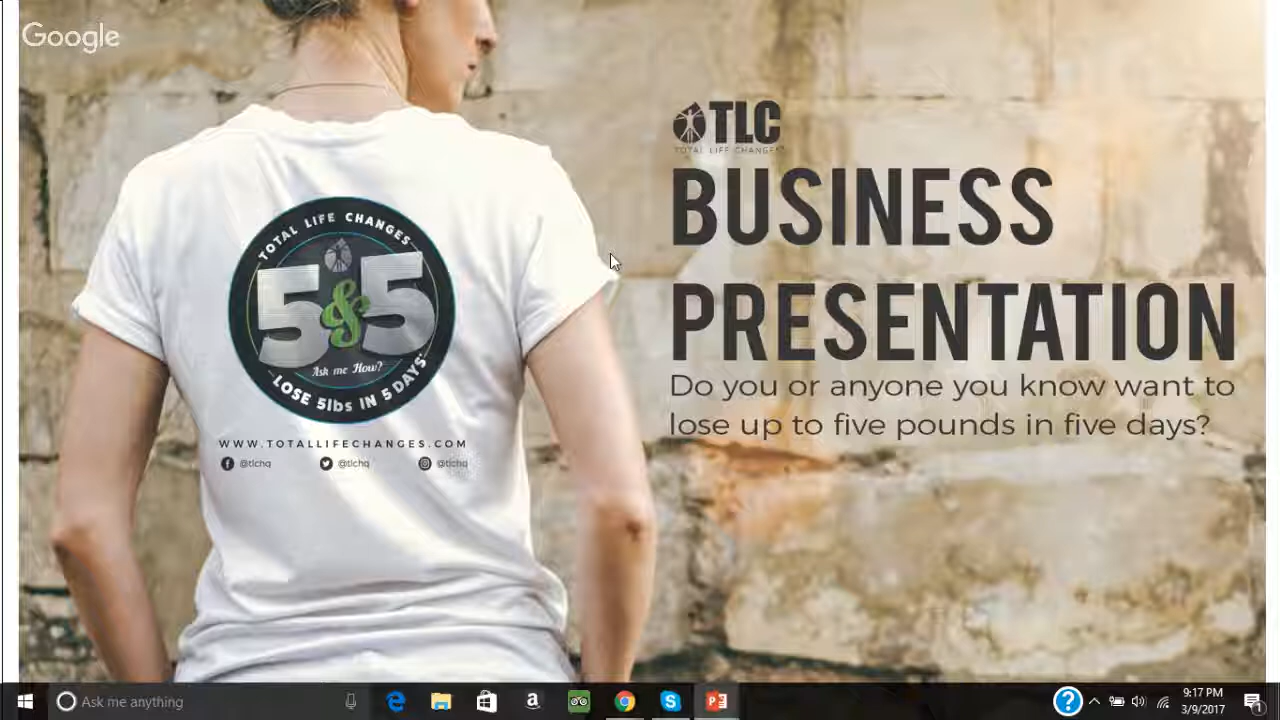 Google
TLC
TOTAL LIFE CHANGES
BUSINESS
PRESENTATION
Do you or anyone you know want to
lose up to five pounds in five days?
TOTAL LIFE CHANGES
5&5
Ask me How?
LOSE 5lbs IN 5 DAYS
WWW.TOTALLIFECHANGES.COM
@tlchq @tlchq @tlchq
Ask me anything
9:17 PM
3/9/2017